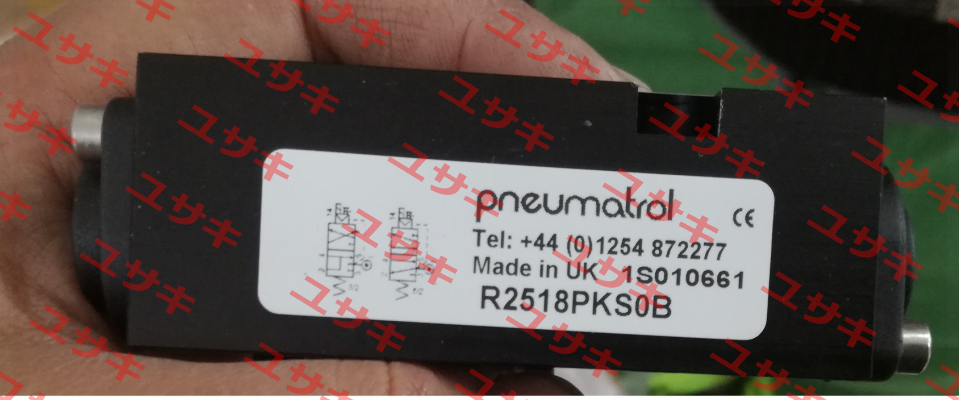 pneumatrol
CE
Tel: +44 (0)1254 872277
Made in UK 1S010661
R2518PKS0B
ユサキ